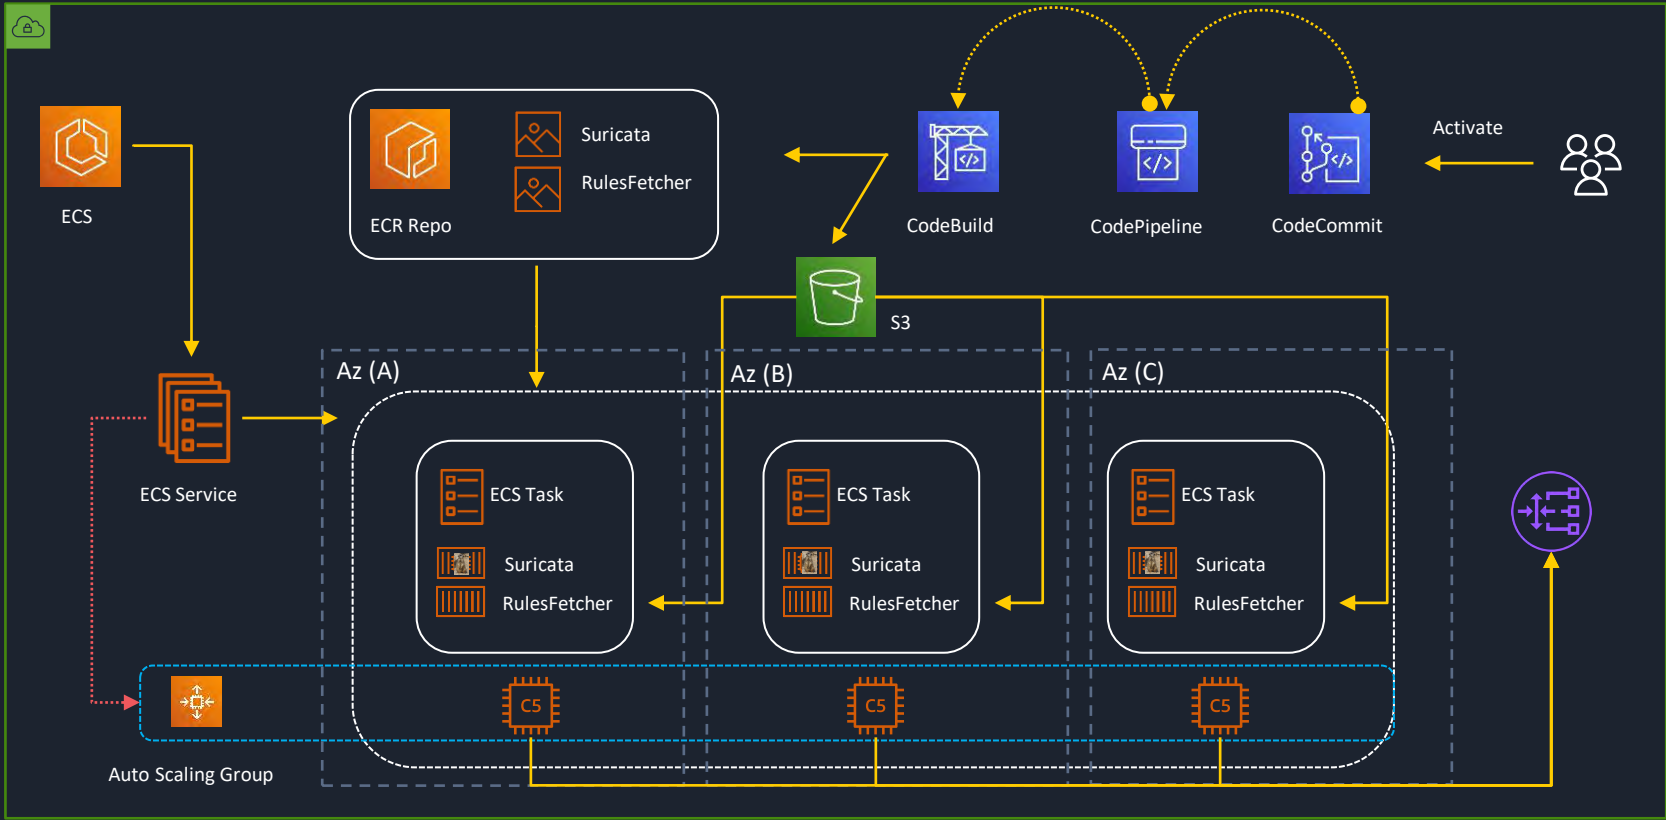 Activate
Suricata
RulesFetcher
ECS
ECR Repo
CodeBuild
CodePipeline
CodeCommit
S3
Az (A)
Az (B)
Az (C)
ECS Service
ECS Task
Suricata
RulesFetcher
ECS Task
Suricata
RulesFetcher
ECS Task
Suricata
RulesFetcher
C5
C5
C5
Auto Scaling Group